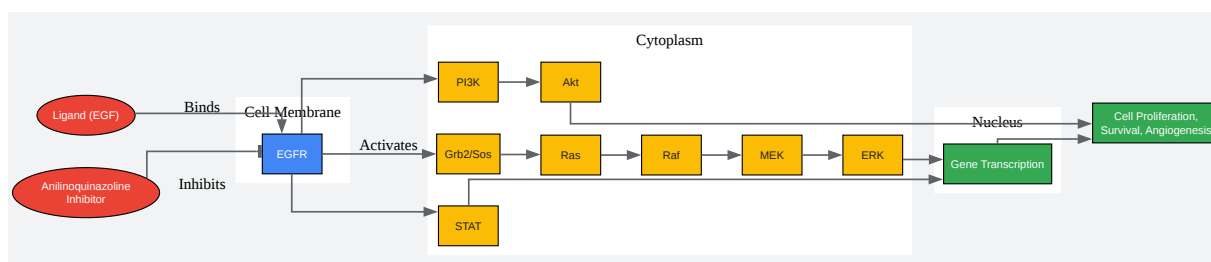 Cytoplasm
PI3K
Akt
Ligand (EGF)
Binds
Cell Membrane
EGFR
Activates
Grb2/Sos
Ras
Raf
MEK
ERK
Nucleus
Gene Transcription
Cell Proliferation,
Survival, Angiogenesis
Anilinoquinazoline
Inhibitor
Inhibits
STAT